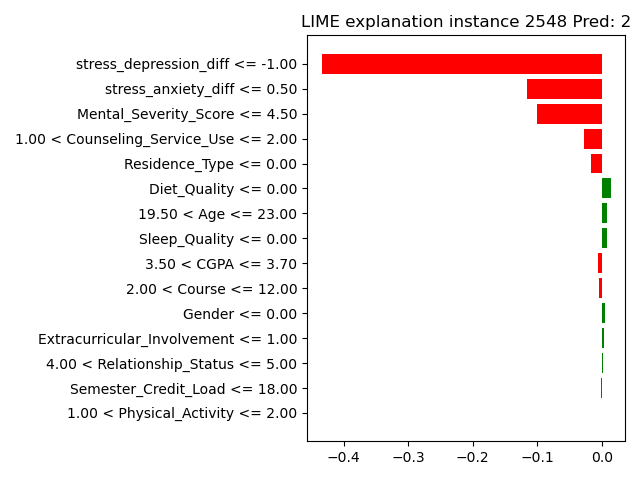 LIME explanation instance 2548 Pred: 2
stress_depression_diff <= -1.00
stress_anxiety_diff <= 0.50
Mental_Severity_Score <= 4.50
1.00 < Counseling_Service_Use <= 2.00
Residence_Type <= 0.00
Diet_Quality <= 0.00
19.50 < Age <= 23.00
Sleep_Quality <= 0.00
3.50 < CGPA <= 3.70
2.00 < Course <= 12.00
Gender <= 0.00
Extracurricular_Involvement <= 1.00
4.00 < Relationship_Status <= 5.00
Semester_Credit_Load <= 18.00
1.00 < Physical_Activity <= 2.00
−0.4 −0.3 −0.2 −0.1 0.0